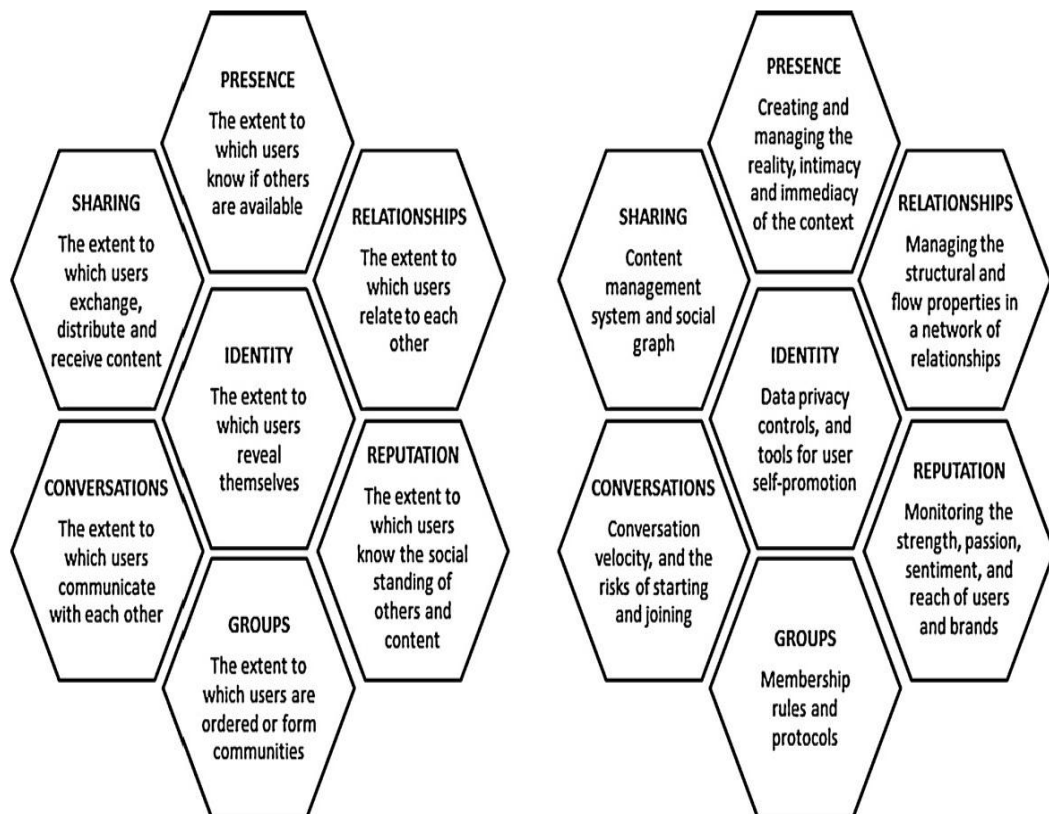 PRESENCE
The extent to
which users
know if others
are available
SHARING
The extent to
which users
exchange,
distribute and
receive content
RELATIONSHIPS
The extent to
which users
relate to each
other
IDENTITY
The extent to
which users
reveal
themselves
CONVERSATIONS
The extent to
which users
communicate
with each other
REPUTATION
The extent to
which users
know the social
standing of
others and
content
GROUPS
The extent to
which users are
ordered or form
communities
PRESENCE
Creating and
managing the
reality, intimacy
and immediacy
of the context
SHARING
Content
management
system and social
graph
RELATIONSHIPS
Managing the
structural and
flow properties in
a network of
relationships
IDENTITY
Data privacy
controls, and
tools for user
self-promotion
CONVERSATIONS
Conversation
velocity, and the
risks of starting
and joining
REPUTATION
Monitoring the
strength, passion,
sentiment, and
reach of users
and brands
GROUPS
Membership
rules and
protocols